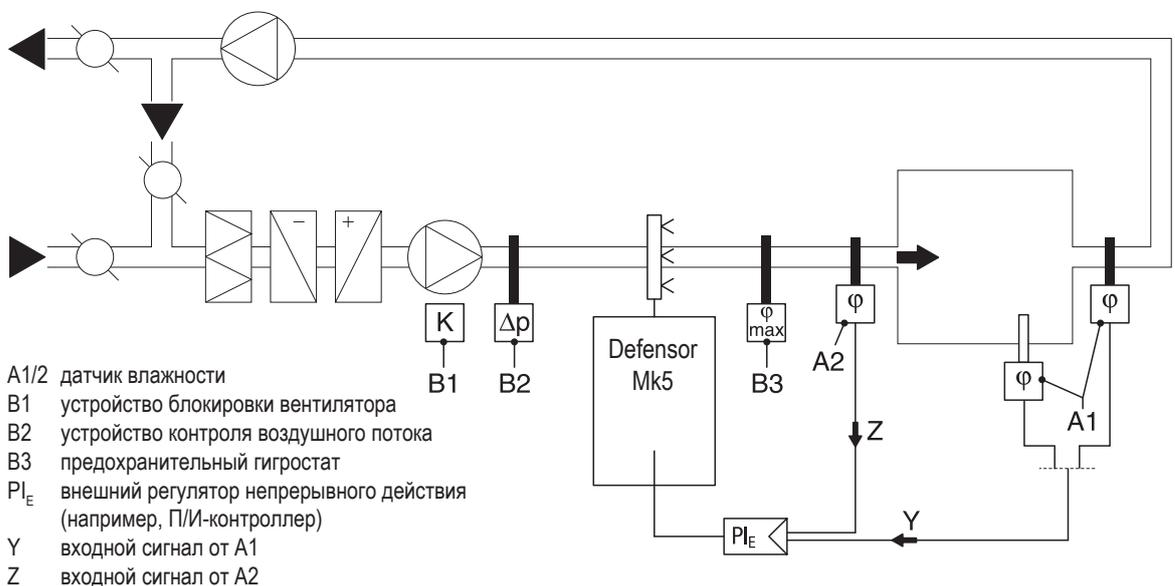 − +
K
Δp
φ
max
φ
φ
φ
Defensor
Mk5
B1
B2
B3
A2
A1
Z
Y
PIE
A1/2 датчик влажности
B1 устройство блокировки вентилятора
B2 устройство контроля воздушного потока
B3 предохранительный гигростат
PIE внешний регулятор непрерывного действия
(например, П/И-контроллер)
Y входной сигнал от A1
Z входной сигнал от A2